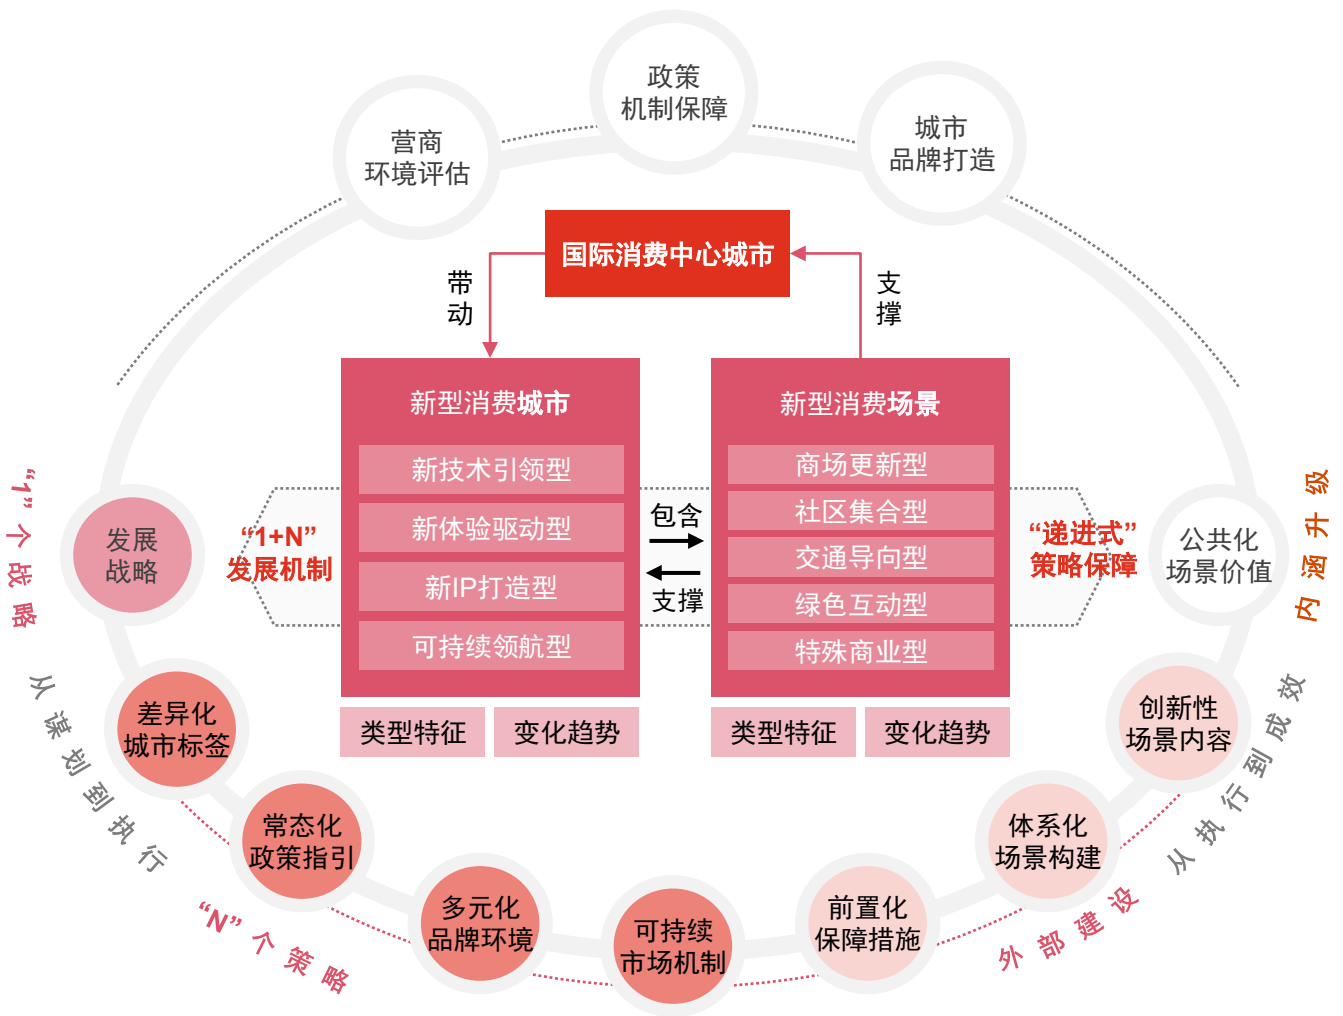 政策
机制保障
营商
环境评估
城市
品牌打造
国际消费中心城市
带
动
支
撑
新型消费城市
新技术引领型
新体验驱动型
新IP打造型
可持续领航型
类型特征
变化趋势
新型消费场景
商场更新型
社区集合型
交通导向型
绿色互动型
特殊商业型
类型特征
变化趋势
包含
支撑
“1+N”
发展机制
“递进式”
策略保障
“1”个战略
发展
战略
从谋划到执行
差异化
城市标签
常态化
政策指引
“N”个策略
多元化
品牌环境
可持续
市场机制
前置化
保障措施
外部建设
体系化
场景构建
从执行到成效
创新性
场景内容
公共化
场景价值
内涵升级